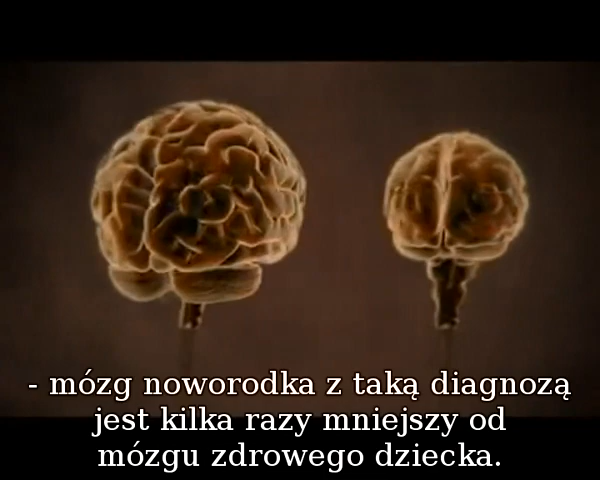 - mózg noworodka z taką diagnozą
jest kilka razy mniejszy od
mózgu zdrowego dziecka.